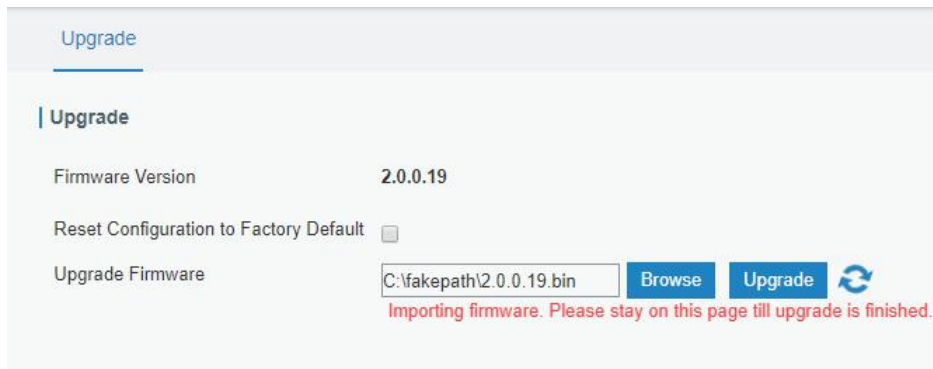 Upgrade
Upgrade
Firmware Version 2.0.0.19
Reset Configuration to Factory Default
Upgrade Firmware C:\fakepath\2.0.0.19.bin Browse Upgrade
Importing firmware. Please stay on this page till upgrade is finished.